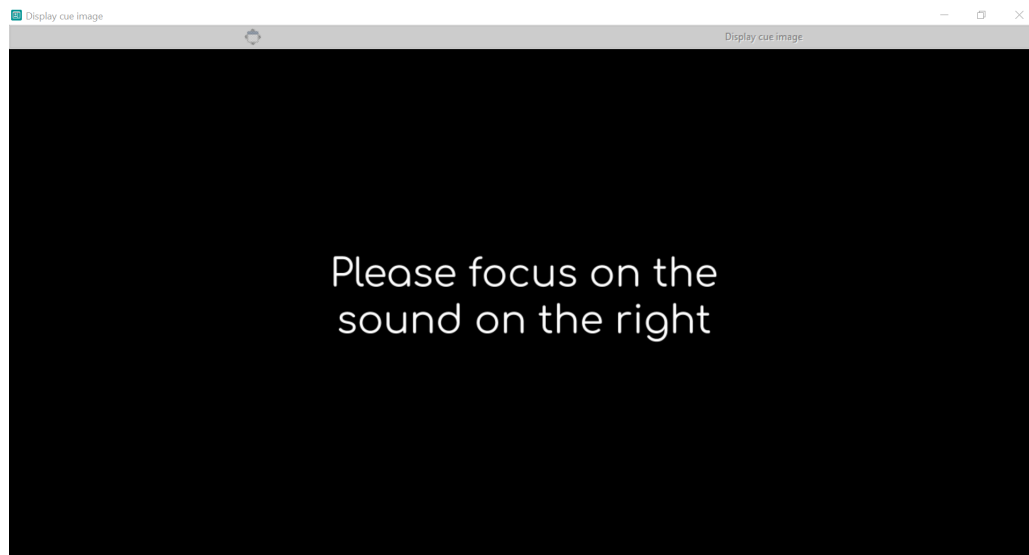 Display cue image
Display cue image
Please focus on the
sound on the right